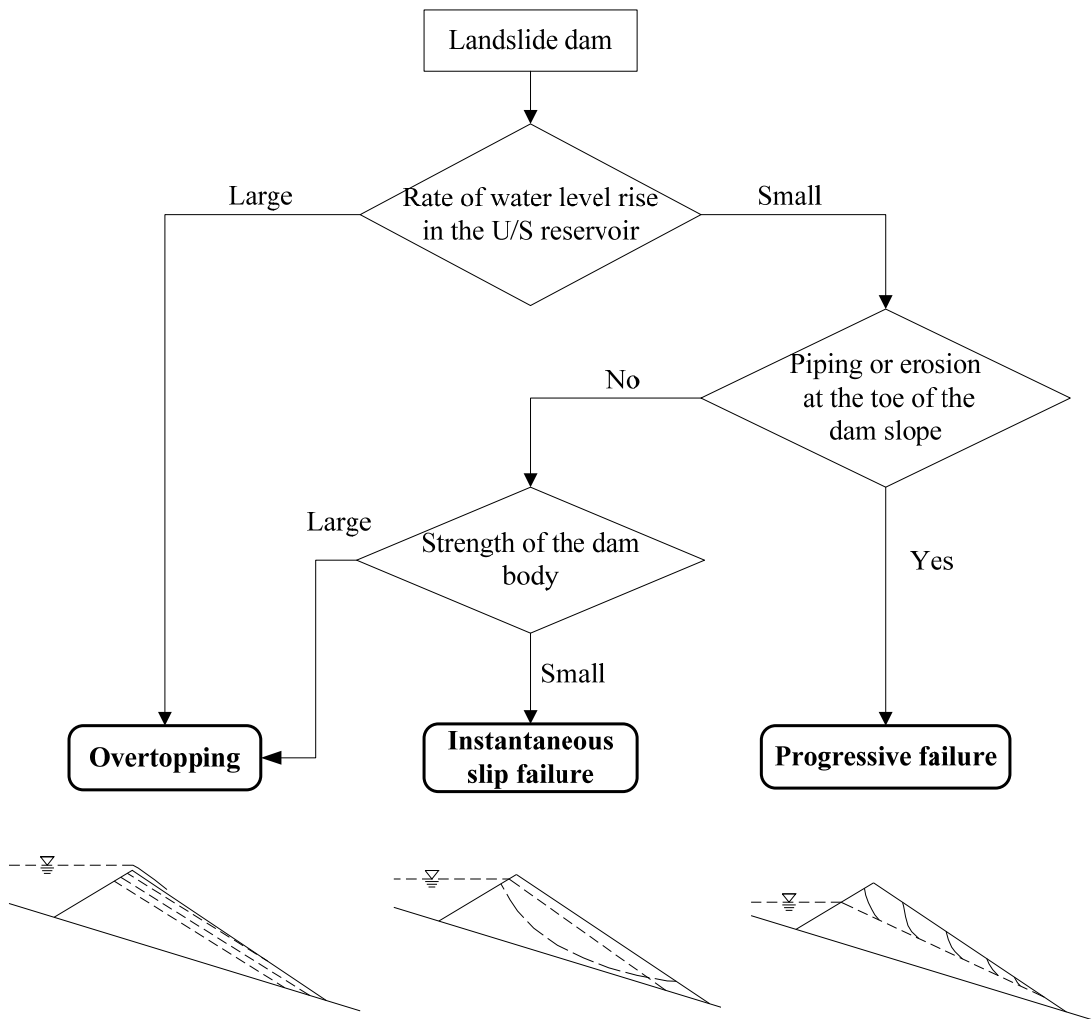 Landslide dam
Large
Rate of water level rise
in the U/S reservoir
Small
Piping or erosion
at the toe of the
dam slope
No
Large
Strength of the dam
body
Yes
Small
Overtopping
Instantaneous
slip failure
Progressive failure